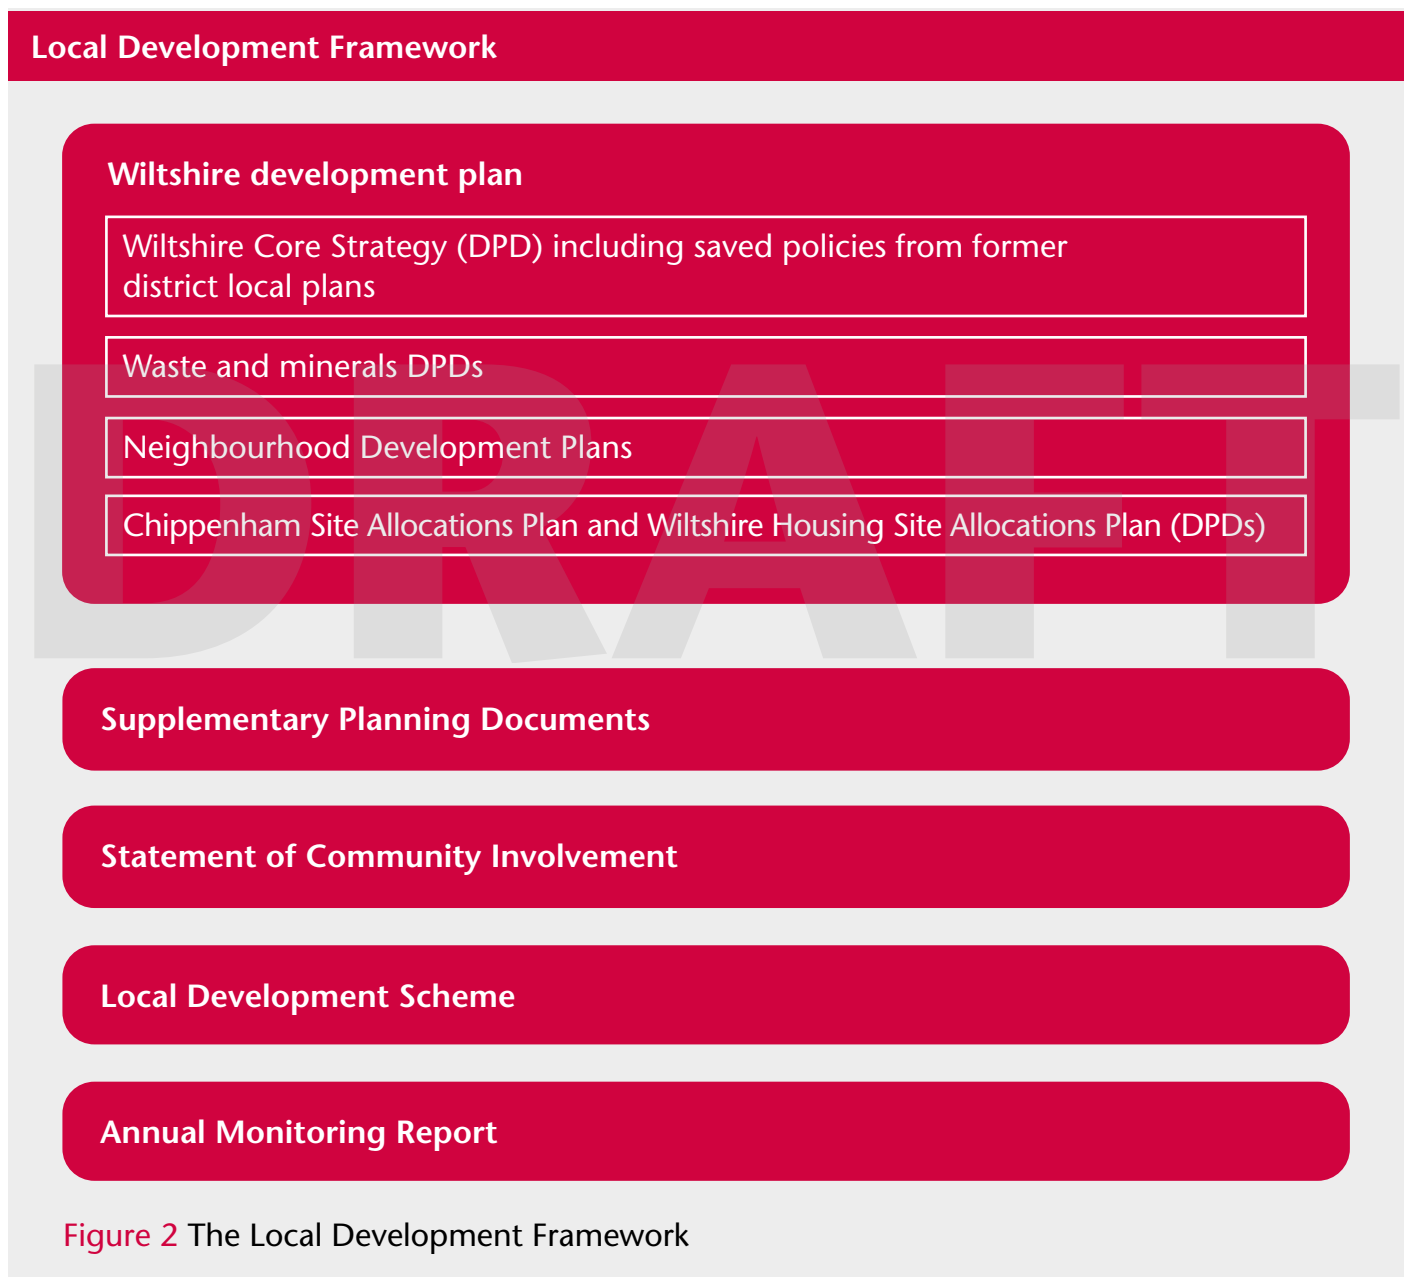 Local Development Framework
Wiltshire development plan
Wiltshire Core Strategy (DPD) including saved policies from former
district local plans
Waste and minerals DPDs
Neighbourhood Development Plans
Chippenham Site Allocations Plan and Wiltshire Housing Site Allocations Plan (DPDs)
DRAFT
Supplementary Planning Documents
Statement of Community Involvement
Local Development Scheme
Annual Monitoring Report
Figure 2 The Local Development Framework